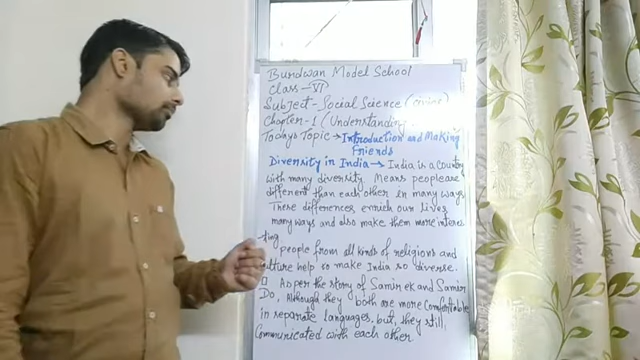 Burdwan Model School
Class - VI
Subject - Social Science (civics)
Chapter - 1 (Understanding
Todays Topic → Introduction and Making
Friends
Diversity in India → India is a country
with many diversity. Means people are
different than each other in many ways
These differences enrich our lives
many ways and also make them more interes
ting
people from all kinds of religions and
culture help to make India so diverse.
As per the story of Samir ek and Samir
Do, Although they both are more comfortable
in separate languages. but, they still
Communicated with each other